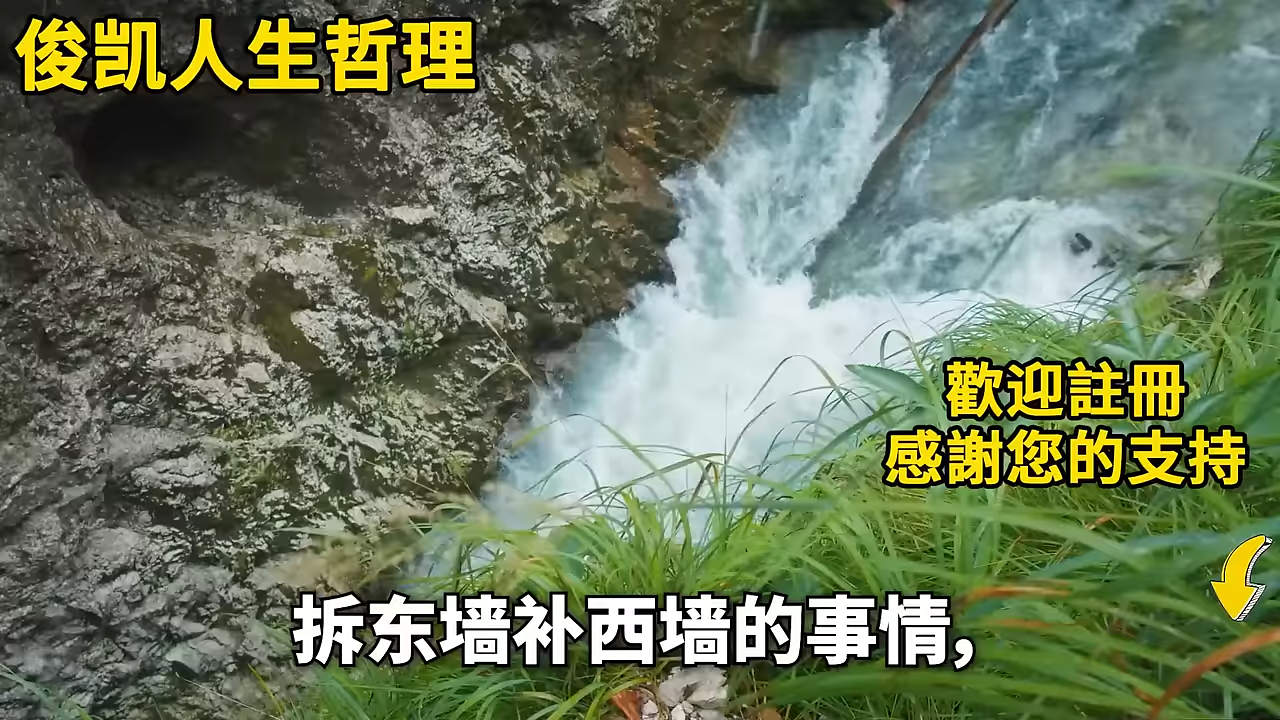 俊凯人生哲理
歡迎註冊
感謝您的支持
拆东墙补西墙的事情,